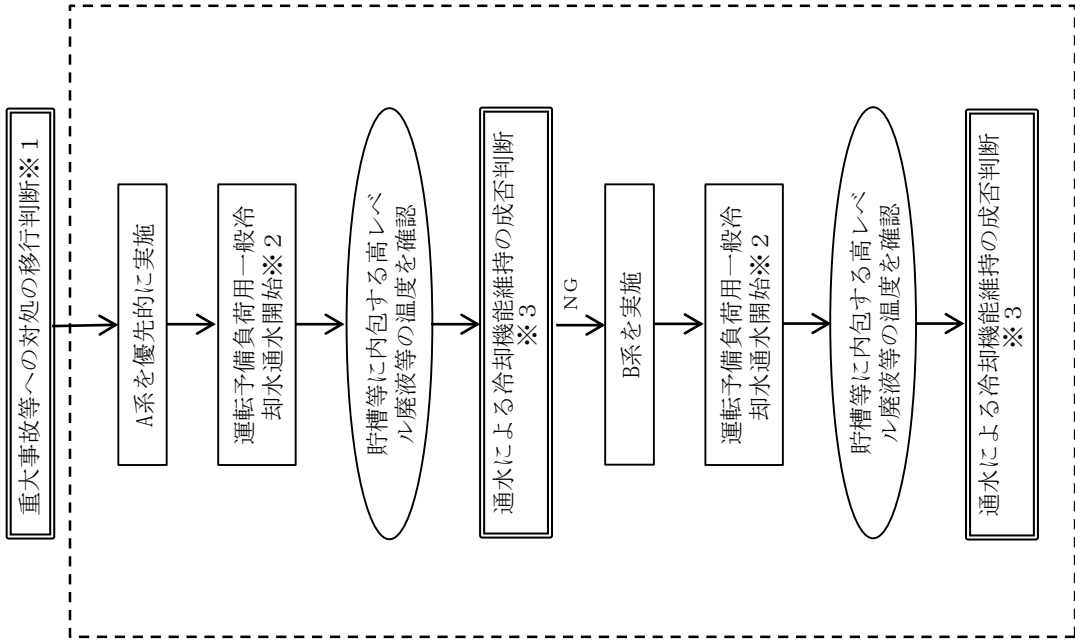 重大事故等への対処の移行判断※1
A系を優先的に実施
運転予備負荷用一般冷
却水通水開始※2
貯槽等に内包する高レベ
ル廃液等の温度を確認
通水による冷却機能維持の成否判断
※3
NG
B系を実施
運転予備負荷用一般冷
却水通水開始※2
貯槽等に内包する高レベ
ル廃液等の温度を確認
通水による冷却機能維持の成否判断
※3